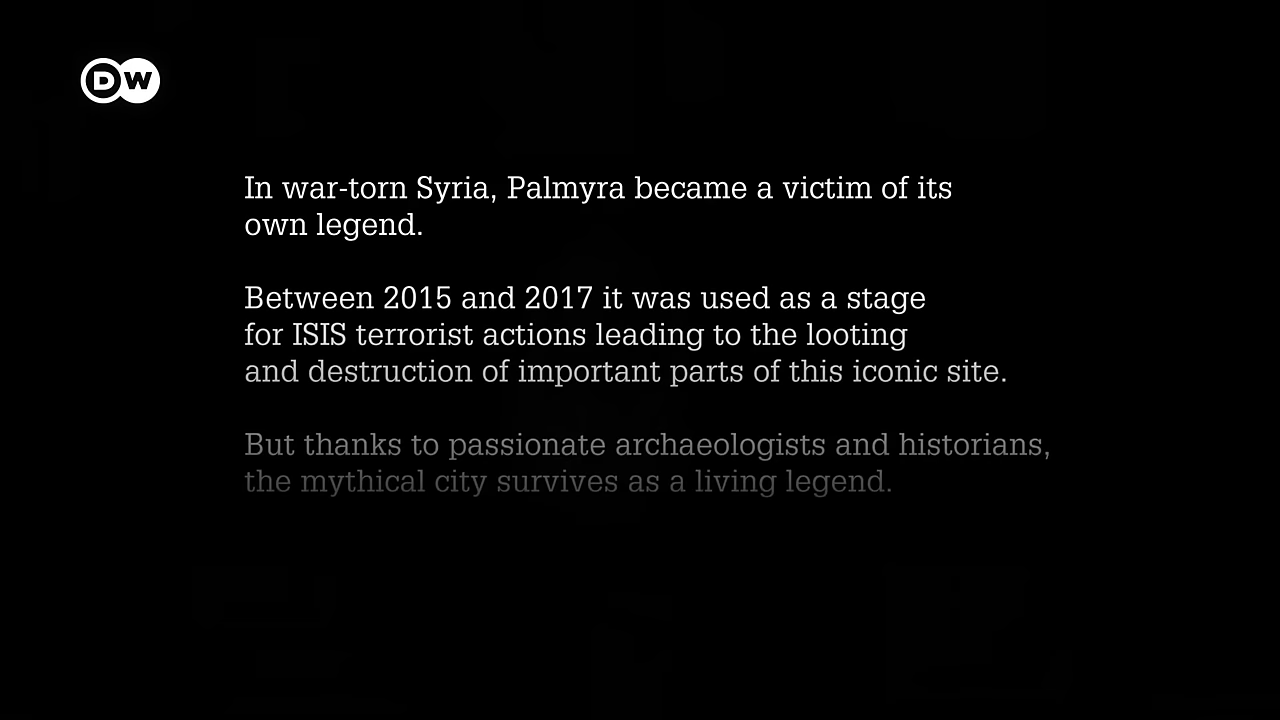 DW
In war-torn Syria, Palmyra became a victim of its
own legend.
Between 2015 and 2017 it was used as a stage
for ISIS terrorist actions leading to the looting
and destruction of important parts of this iconic site.
But thanks to passionate archaeologists and historians,
the mythical city survives as a living legend.